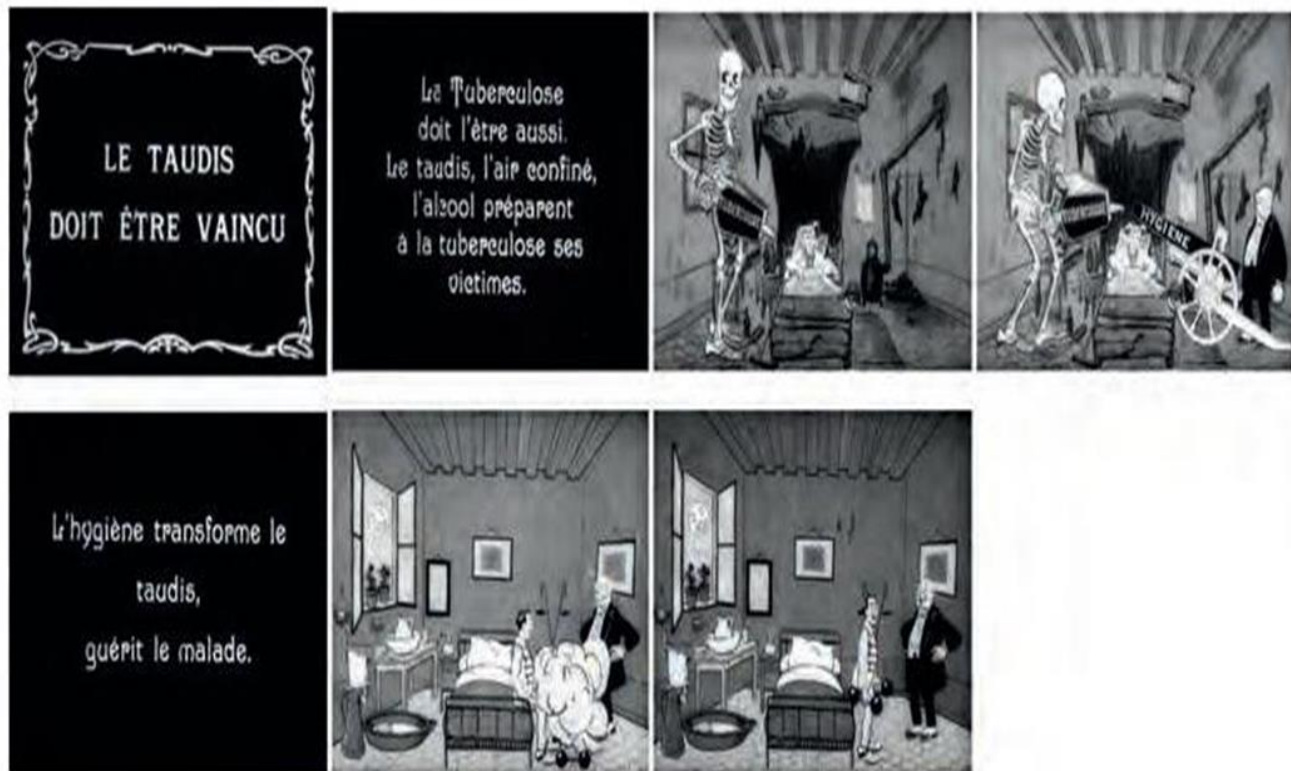 LE TAUDIS
DOIT ÊTRE VAINCU
La Tuberculose
doit l'être aussi.
Le taudis, l'air confiné,
l'alcool préparent
à la tuberculose ses
victimes.
HYGIÈNE
L'hygiène transforme le
taudis,
guérit le malade.